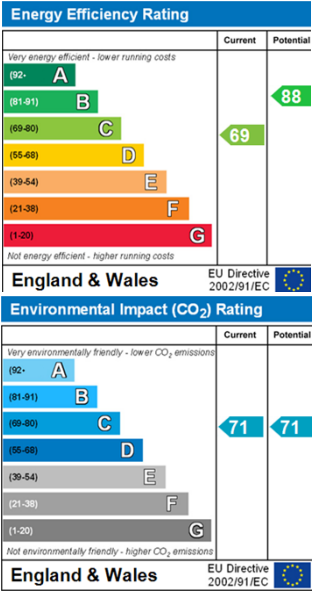 Energy Efficiency Rating
Current Potential
Very energy efficient - lower running costs
(92- A
(81-91) B
88
(69-80) C
69
(55-68) D
(39-54) E
(21-38) F
(1-20) G
Not energy efficient - higher running costs
England & Wales
EU Directive
2002/91/EC
Environmental Impact (CO₂) Rating
Current Potential
Very environmentally friendly - lower CO₂ emissions
(92- A
(81-91) B
(69-80) C
71 71
(55-68) D
(39-54) E
(21-38) F
(1-20) G
Not environmentally friendly - higher CO₂ emissions
England & Wales
EU Directive
2002/91/EC